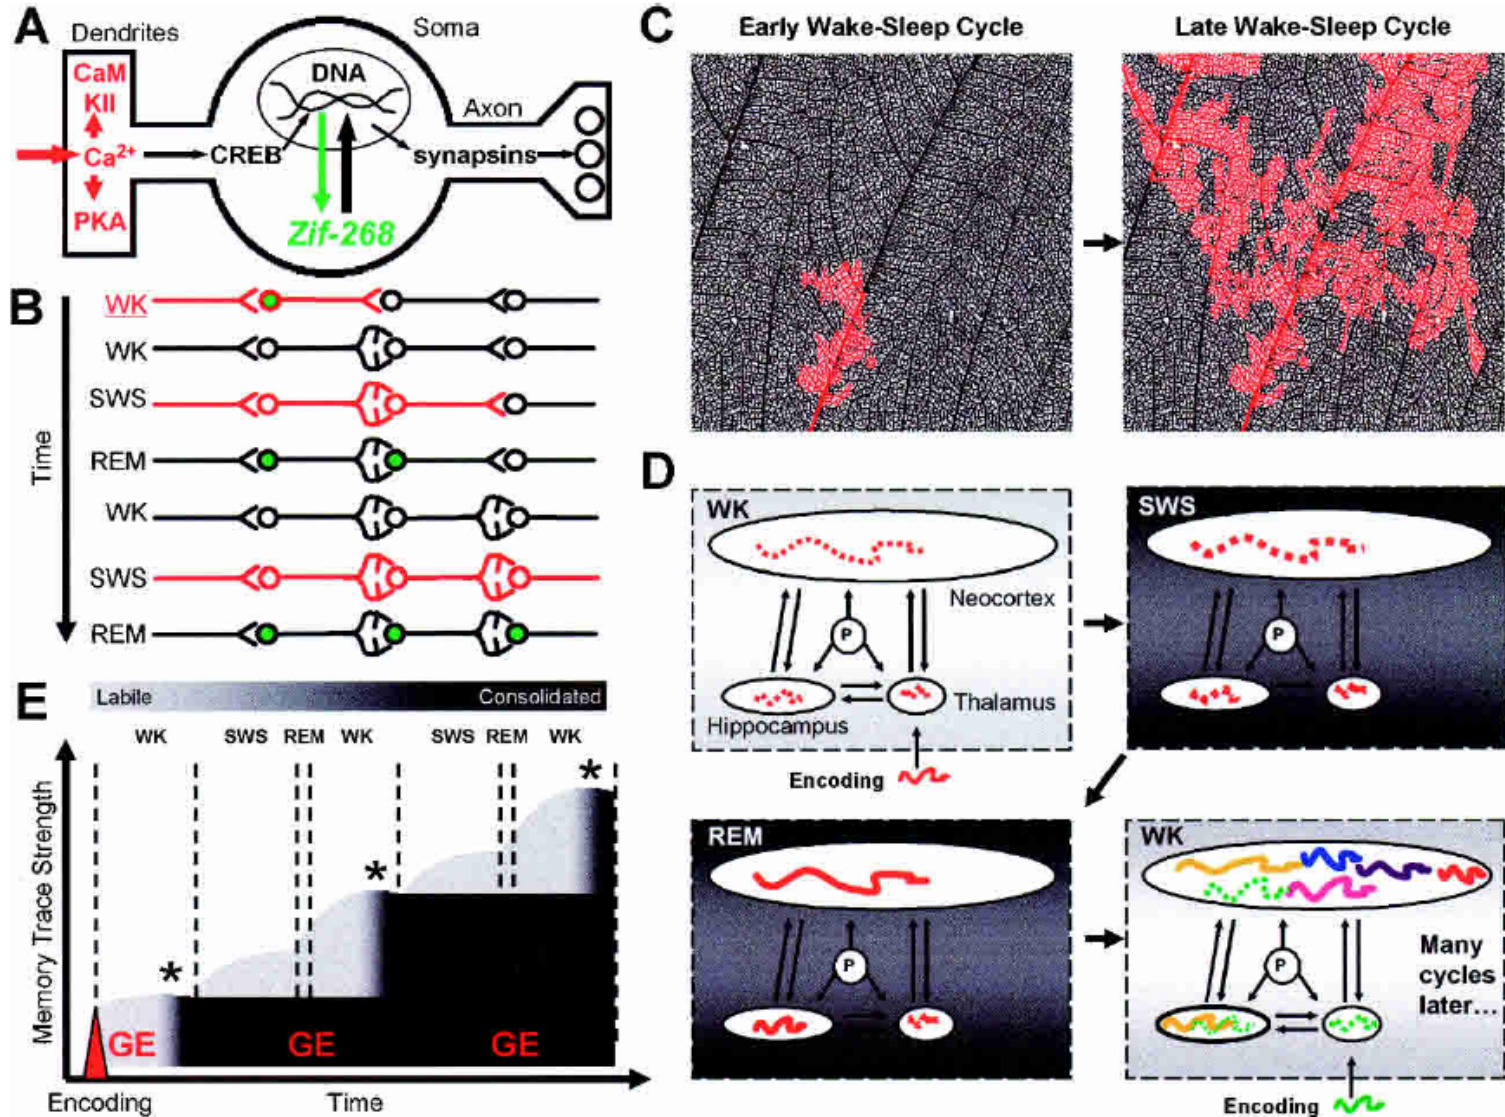 A
Dendrites
Soma
CaM
KII
Ca2+
PKA
DNA
CREB
Zif-268
synapsins
Axon
B
Time
WK
WK
SWS
REM
WK
SWS
REM
C
Early Wake-Sleep Cycle
Late Wake-Sleep Cycle
D
WK
Neocortex
P
Hippocampus
Thalamus
Encoding
SWS
P
REM
P
WK
P
Many
cycles
later...
Encoding
E
Labile
Consolidated
WK SWS REM WK SWS REM WK
* * *
Memory Trace Strength
GE GE GE
Encoding
Time